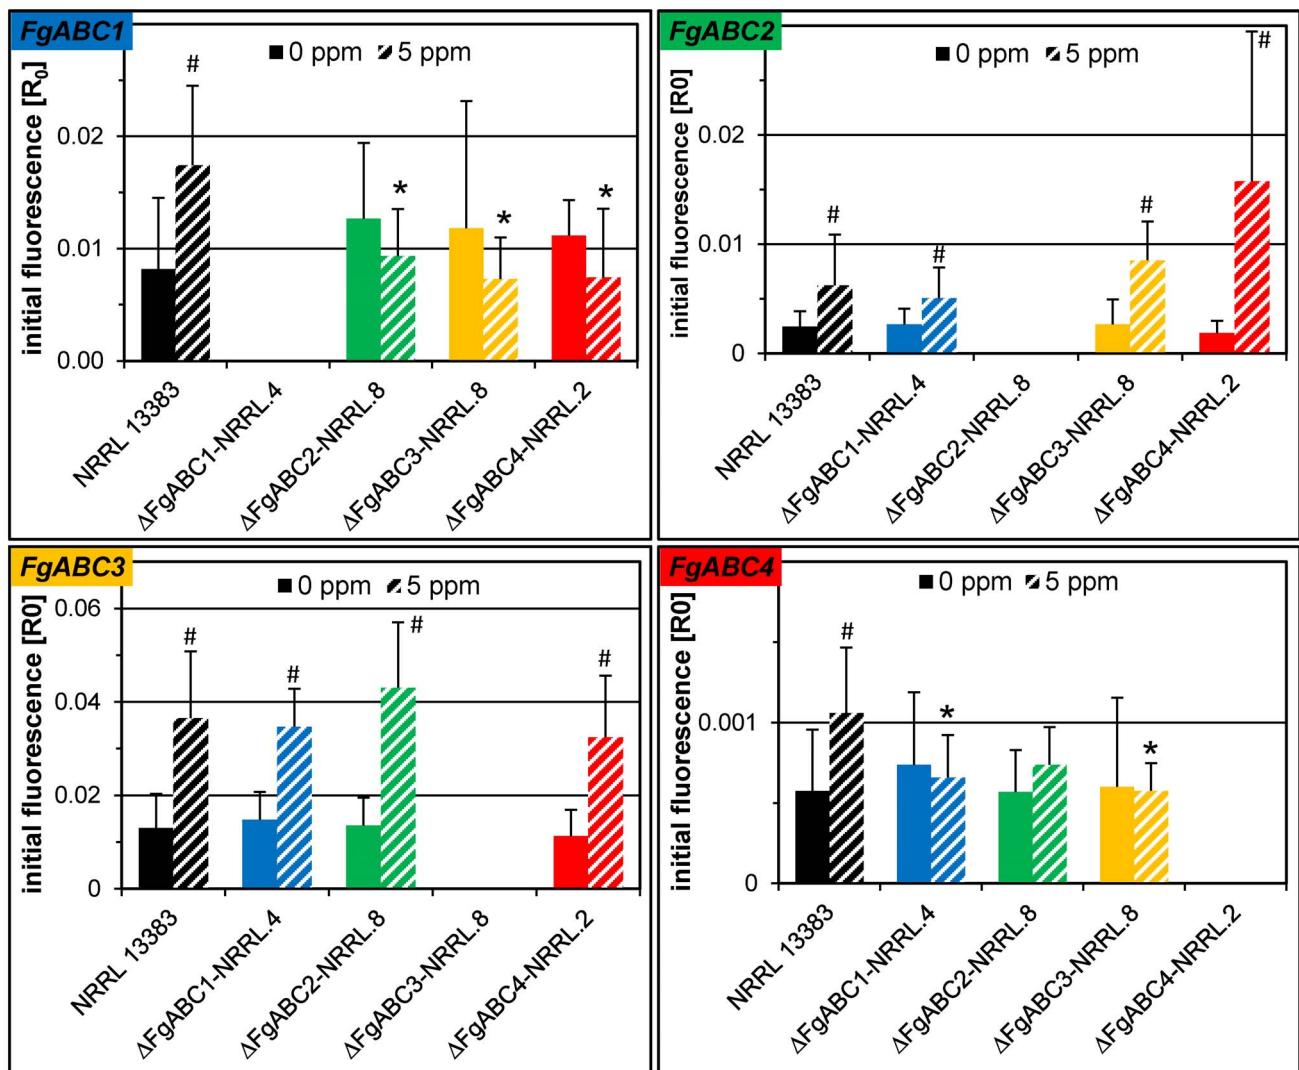 FgABC1
0 ppm 5 ppm
initial fluorescence [R0]
0.02
0.01
0.00
#
*
*
*
NRRL 13383
ΔFgABC1-NRRL.4
ΔFgABC2-NRRL.8
ΔFgABC3-NRRL.8
ΔFgABC4-NRRL.2
FgABC2
0 ppm 5 ppm
initial fluorescence [R0]
0.02
0.01
0
#
#
#
#
NRRL 13383
ΔFgABC1-NRRL.4
ΔFgABC2-NRRL.8
ΔFgABC3-NRRL.8
ΔFgABC4-NRRL.2
FgABC3
0 ppm 5 ppm
initial fluorescence [R0]
0.06
0.04
0.02
0
#
#
#
#
NRRL 13383
ΔFgABC1-NRRL.4
ΔFgABC2-NRRL.8
ΔFgABC3-NRRL.8
ΔFgABC4-NRRL.2
FgABC4
0 ppm 5 ppm
initial fluorescence [R0]
0.001
0
#
*
*
NRRL 13383
ΔFgABC1-NRRL.4
ΔFgABC2-NRRL.8
ΔFgABC3-NRRL.8
ΔFgABC4-NRRL.2